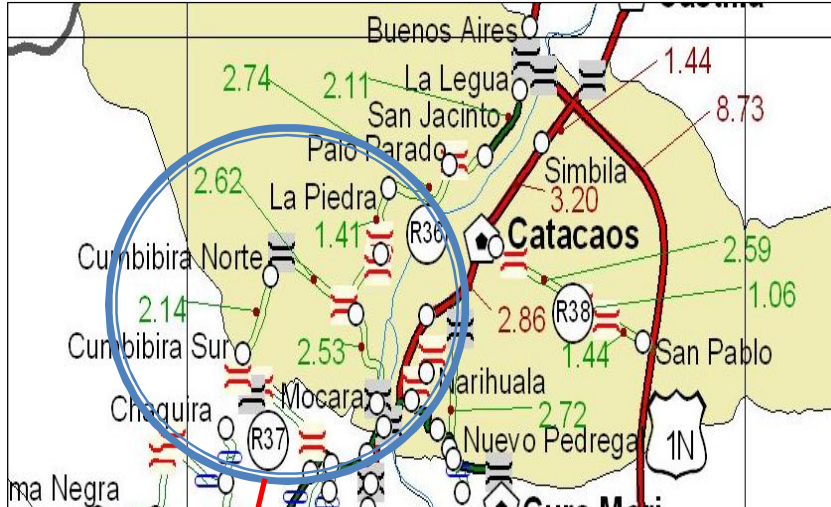 Buenos Aires
2.74
2.11
La Legua
1.44
San Jacinto
8.73
Palo Parado
Simbila
2.62
La Piedra
3.20
R36
1.41
Catacaos
Cumbibira Norte
2.59
1.06
2.14
2.86
R38
Cumbibira Sur
2.53
1.44
San Pablo
Mocara
Narihuala
Chaquira
2.72
R37
Nuevo Pedrega
1N
ma Negra